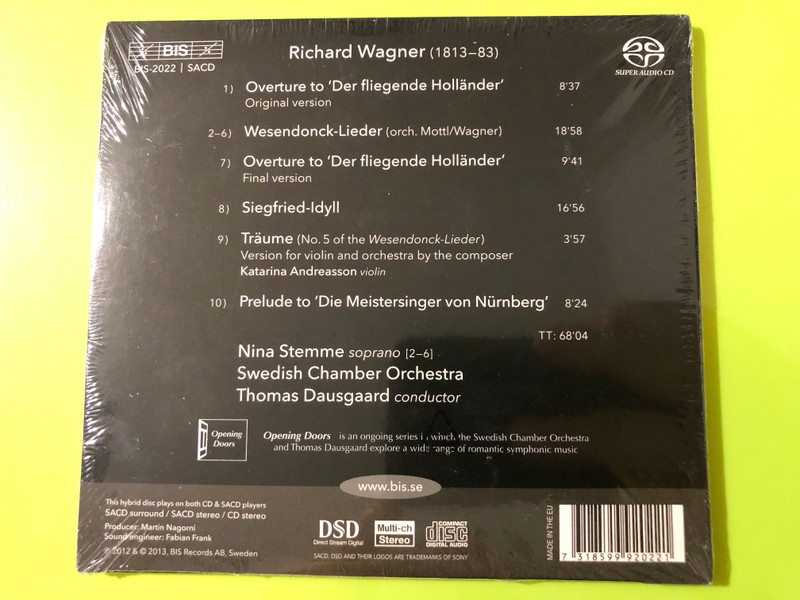 BIS
BIS-2022 | SACD
Richard Wagner (1813–83)
SUPER AUDIO CD
1) Overture to ‘Der fliegende Holländer’ 8'37
Original version
2–6) Wesendonck-Lieder (orch. Mottl/Wagner) 18'58
7) Overture to ‘Der fliegende Holländer’ 9'41
Final version
8) Siegfried-Idyll 16'56
9) Träume (No. 5 of the Wesendonck-Lieder) 3'57
Version for violin and orchestra by the composer
Katarina Andreasson violin
10) Prelude to ‘Die Meistersinger von Nürnberg’ 8'24
TT: 68'04
Nina Stemme soprano [2–6]
Swedish Chamber Orchestra
Thomas Dausgaard conductor
Opening Doors
Opening Doors is an ongoing series in which the Swedish Chamber Orchestra
and Thomas Dausgaard explore a wide range of romantic symphonic music
www.bis.se
This hybrid disc plays on both CD & SACD players
SACD surround / SACD stereo / CD stereo
Producer: Martin Nagorni
Sound engineer: Fabian Frank
℗ 2012 & © 2013, BIS Records AB, Sweden
DSD
Direct Stream Digital
Multi-ch
Stereo
COMPACT
disc
DIGITAL AUDIO
SACD, DSD AND THEIR LOGOS ARE TRADEMARKS OF SONY
MADE IN THE EU
7 318599 920221